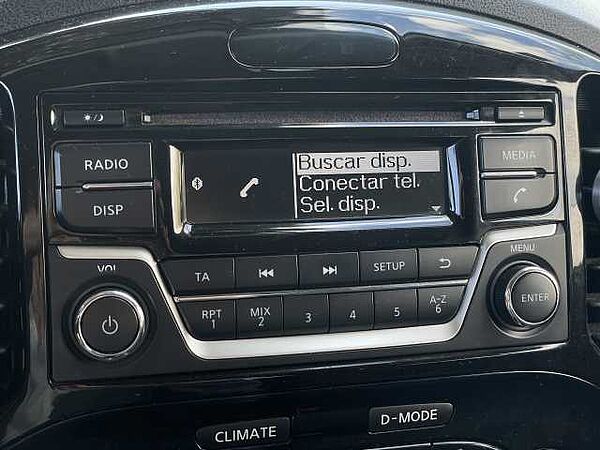 RADIO
DISP
Buscar disp.
Conectar tel.
Sel. disp.
MEDIA
VOL
TA
SETUP
MENU
ENTER
RPT 1
MIX 2
3
4
5
A-Z 6
CLIMATE
D-MODE